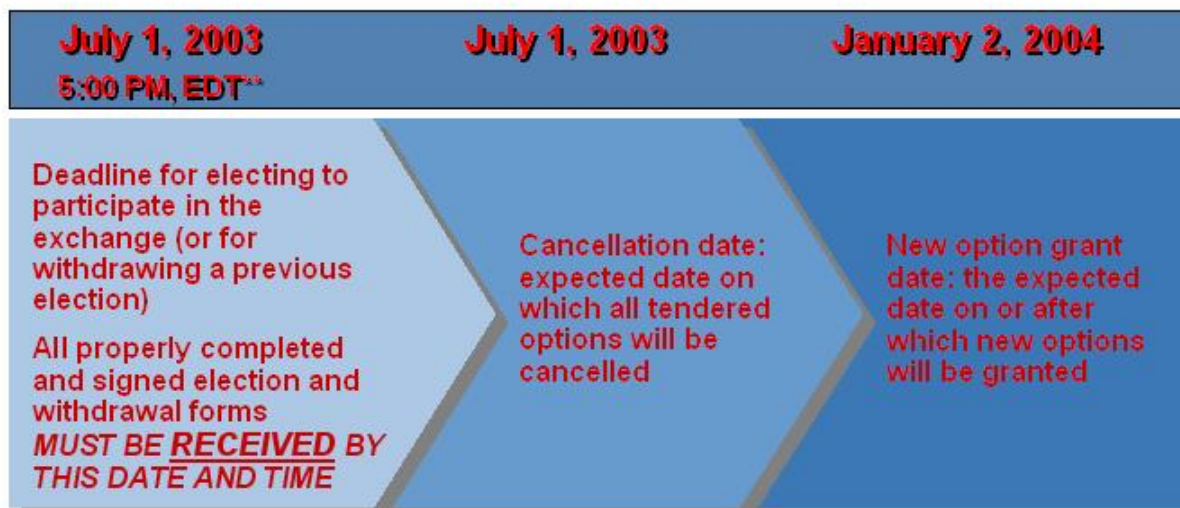 July 1, 2003
5:00 PM, EDT**
July 1, 2003
January 2, 2004
Deadline for electing to
participate in the
exchange (or for
withdrawing a previous
election)
All properly completed
and signed election and
withdrawal forms
MUST BE RECEIVED BY
THIS DATE AND TIME
Cancellation date:
expected date on
which all tendered
options will be
cancelled
New option grant
date: the expected
date on or after
which new options
will be granted